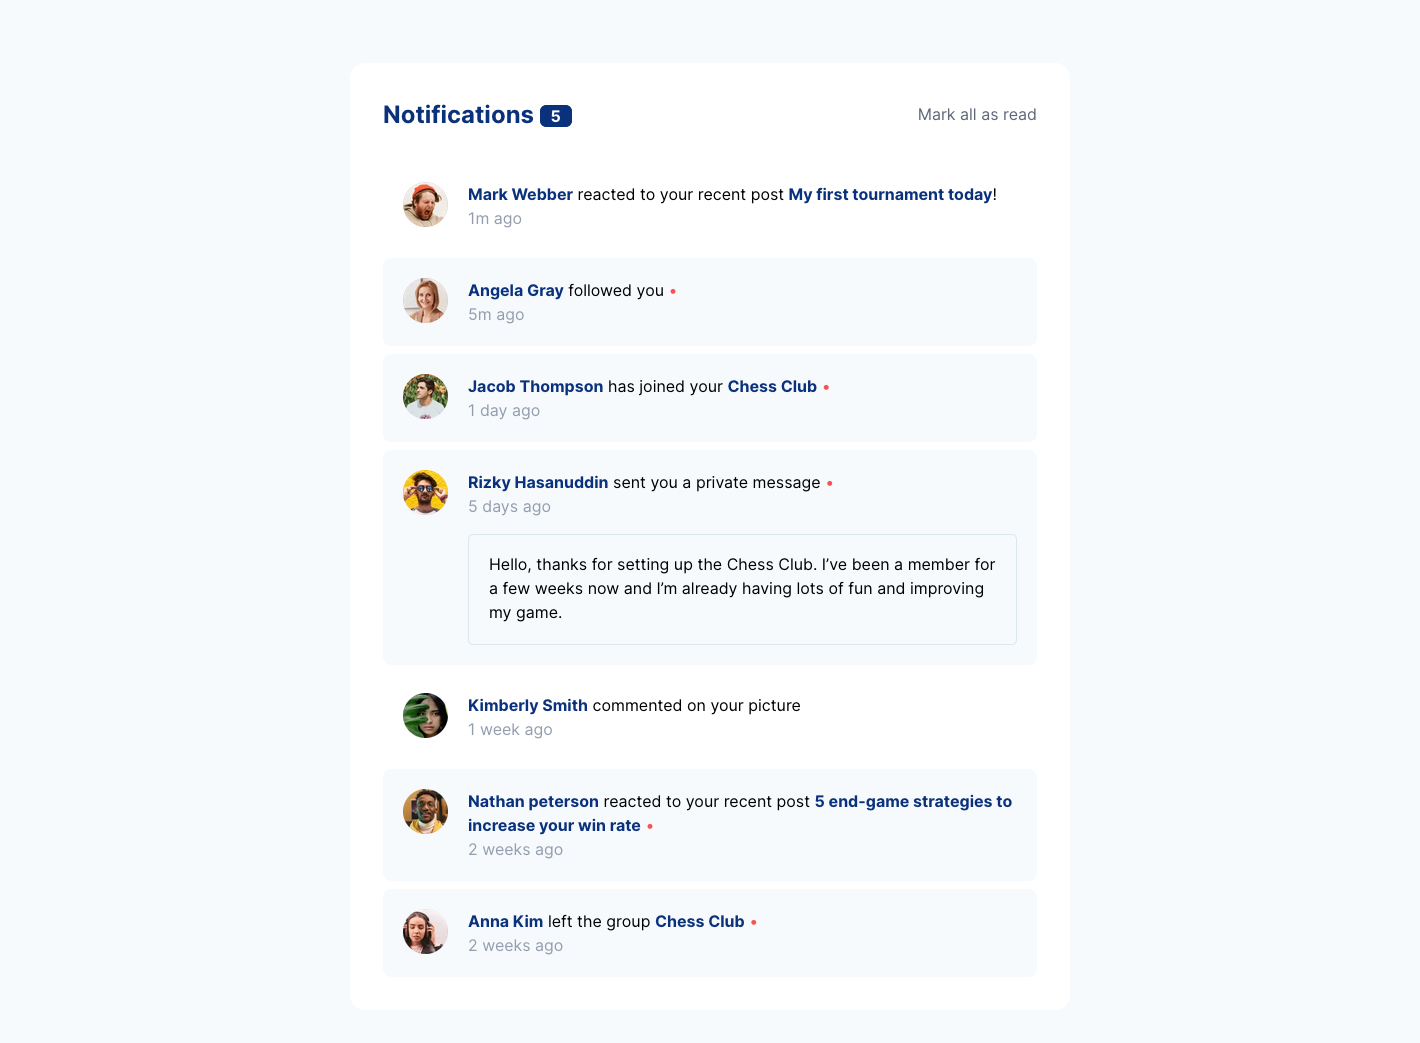 Notifications 5
Mark all as read
Mark Webber reacted to your recent post My first tournament today!
1m ago
Angela Gray followed you
5m ago
Jacob Thompson has joined your Chess Club
1 day ago
Rizky Hasanuddin sent you a private message
5 days ago
Hello, thanks for setting up the Chess Club. I’ve been a member for
a few weeks now and I’m already having lots of fun and improving
my game.
Kimberly Smith commented on your picture
1 week ago
Nathan peterson reacted to your recent post 5 end-game strategies to
increase your win rate
2 weeks ago
Anna Kim left the group Chess Club
2 weeks ago